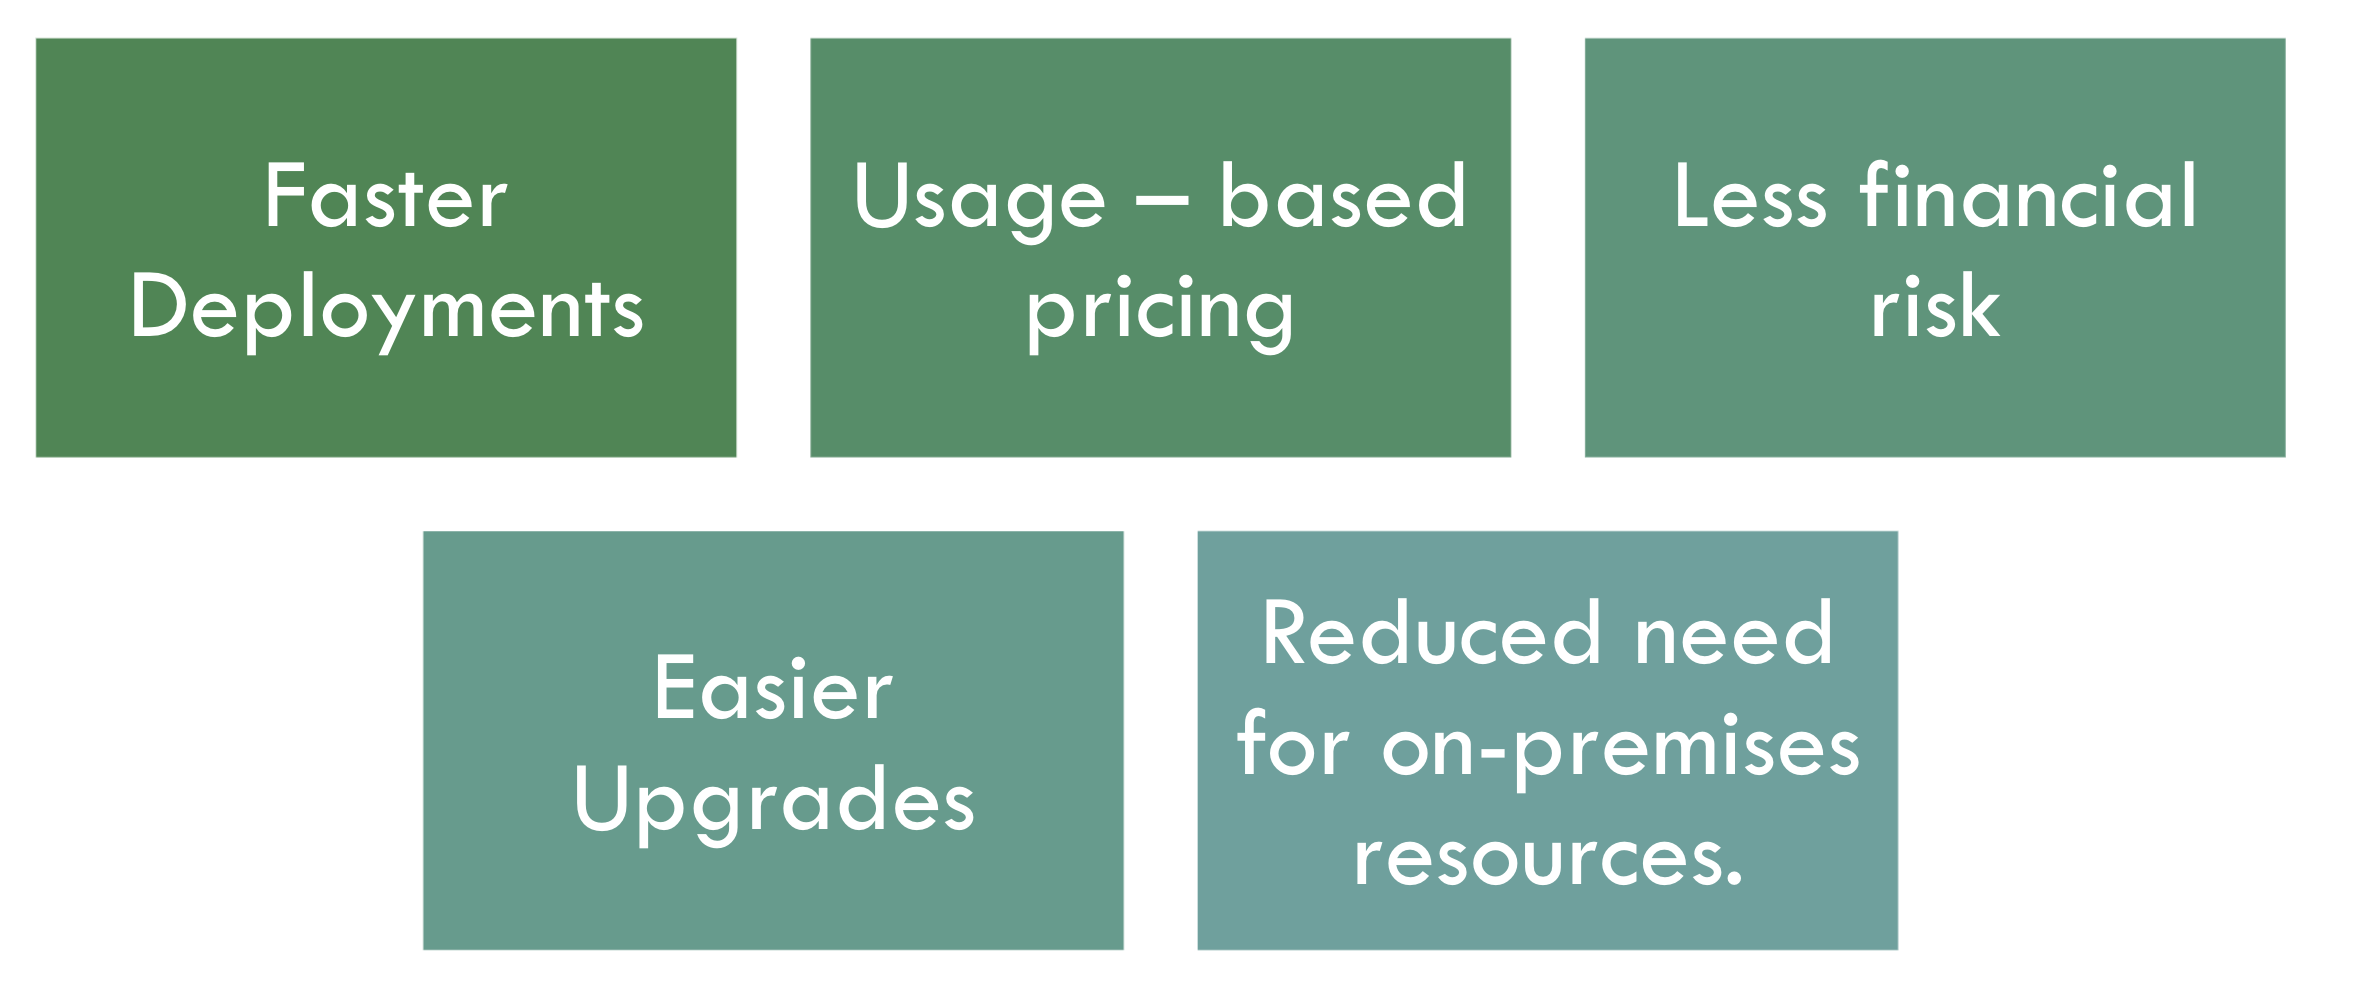 Faster
Deployments
Usage – based
pricing
Less financial
risk
Easier
Upgrades
Reduced need
for on-premises
resources.